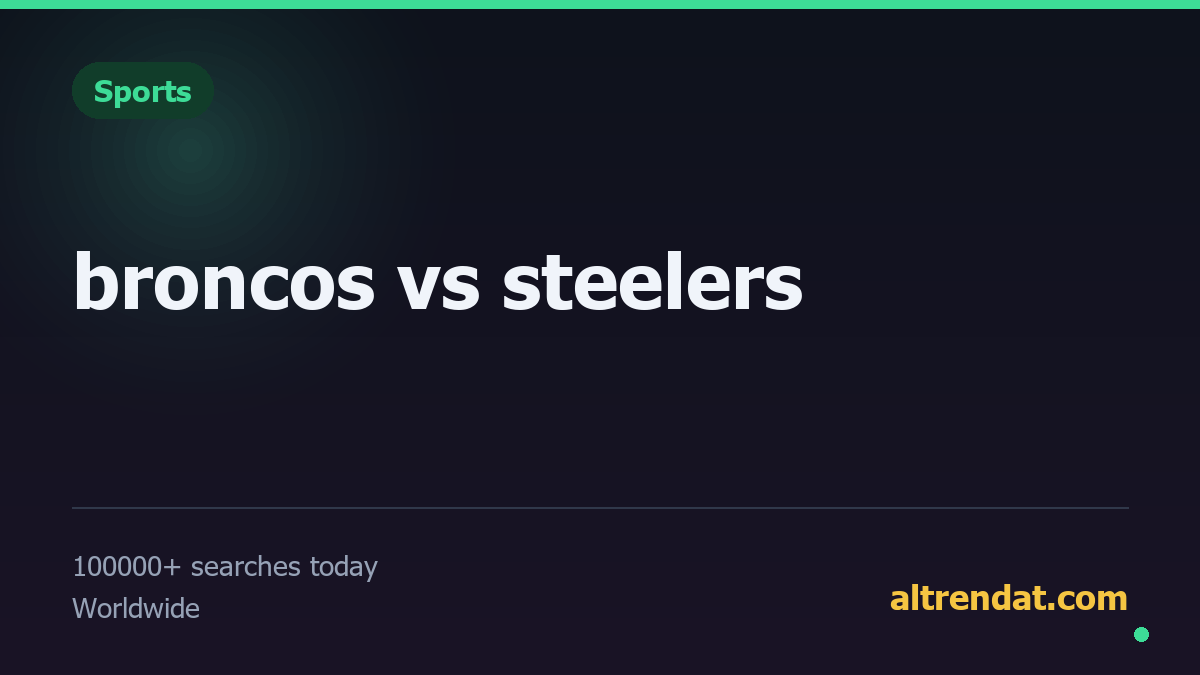 Sports
broncos vs steelers
100000+ searches today
Worldwide
altrendat.com